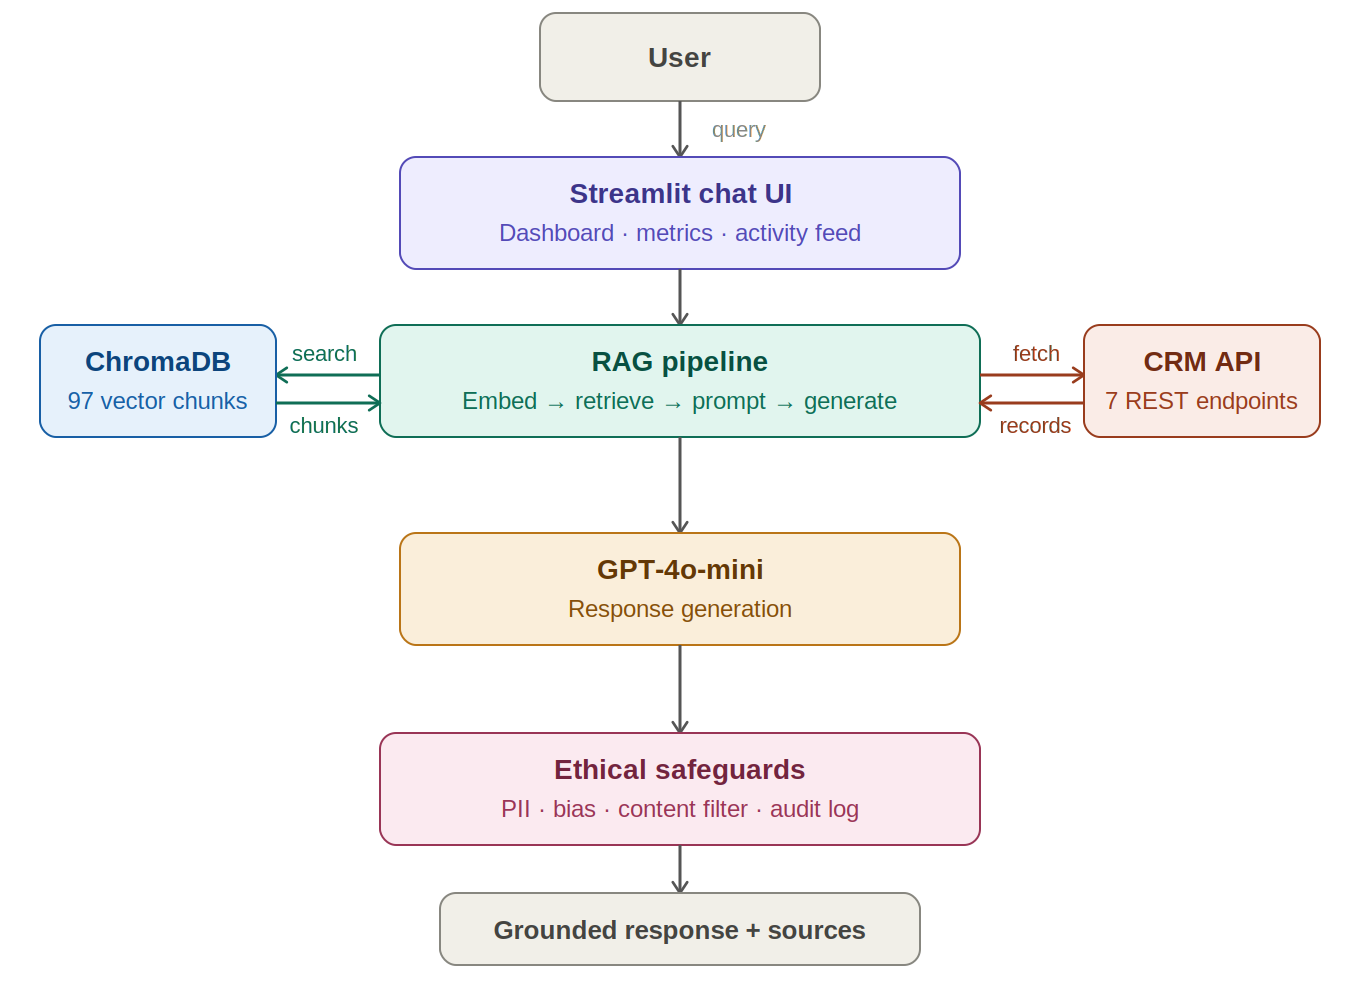 User
query
Streamlit chat UI
Dashboard · metrics · activity feed
ChromaDB
97 vector chunks
search
chunks
RAG pipeline
Embed → retrieve → prompt → generate
fetch
records
CRM API
7 REST endpoints
GPT-4o-mini
Response generation
Ethical safeguards
PII · bias · content filter · audit log
Grounded response + sources